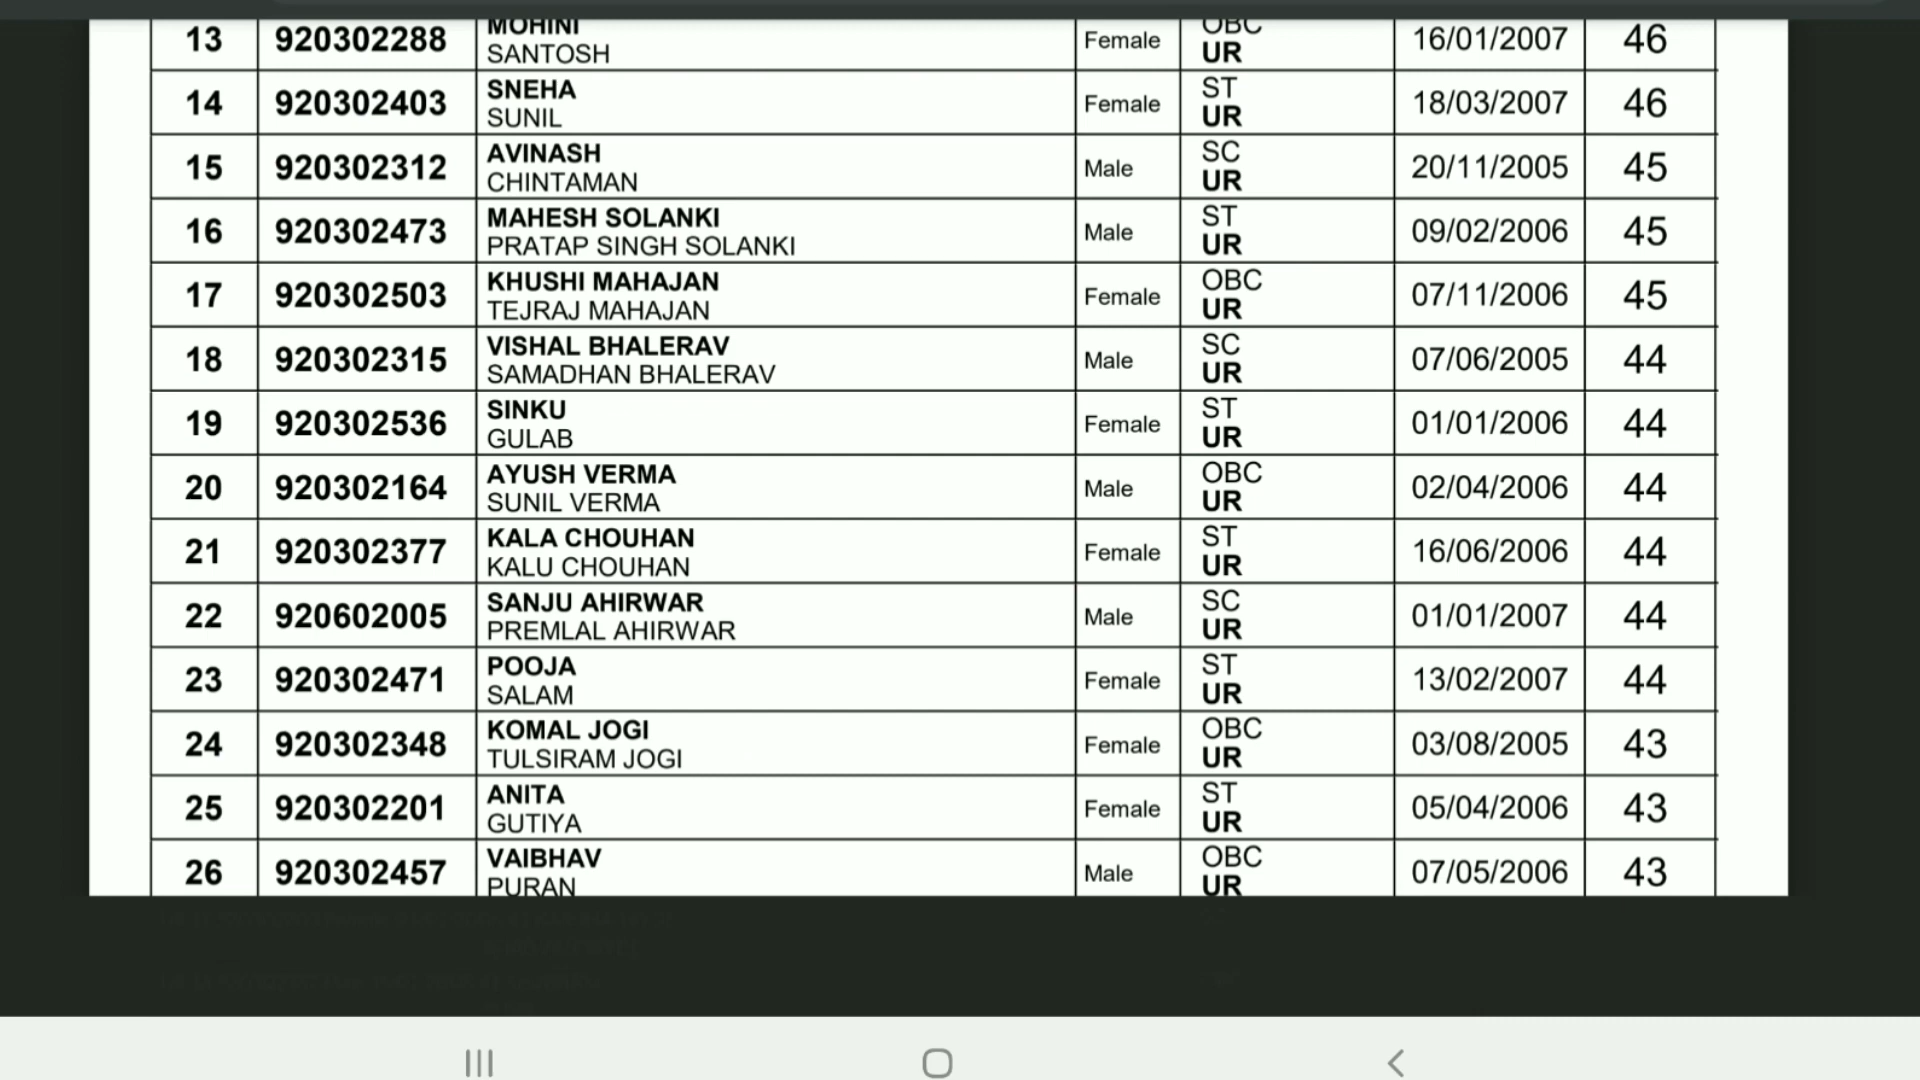 13 920302288 MOHINI Female OBC 16/01/2007 46
SANTOSH UR
14 920302403 SNEHA Female ST 18/03/2007 46
SUNIL UR
15 920302312 AVINASH Male SC 20/11/2005 45
CHINTAMAN UR
16 920302473 MAHESH SOLANKI Male ST 09/02/2006 45
PRATAP SINGH SOLANKI UR
17 920302503 KHUSHI MAHAJAN Female OBC 07/11/2006 45
TEJRAJ MAHAJAN UR
18 920302315 VISHAL BHALERAV Male SC 07/06/2005 44
SAMADHAN BHALERAV UR
19 920302536 SINKU Female ST 01/01/2006 44
GULAB UR
20 920302164 AYUSH VERMA Male OBC 02/04/2006 44
SUNIL VERMA UR
21 920302377 KALA CHOUHAN Female ST 16/06/2006 44
KALU CHOUHAN UR
22 920602005 SANJU AHIRWAR Male SC 01/01/2007 44
PREMLAL AHIRWAR UR
23 920302471 POOJA Female ST 13/02/2007 44
SALAM UR
24 920302348 KOMAL JOGI Female OBC 03/08/2005 43
TULSIRAM JOGI UR
25 920302201 ANITA Female ST 05/04/2006 43
GUTIYA UR
26 920302457 VAIBHAV Male OBC 07/05/2006 43
PURAN UR